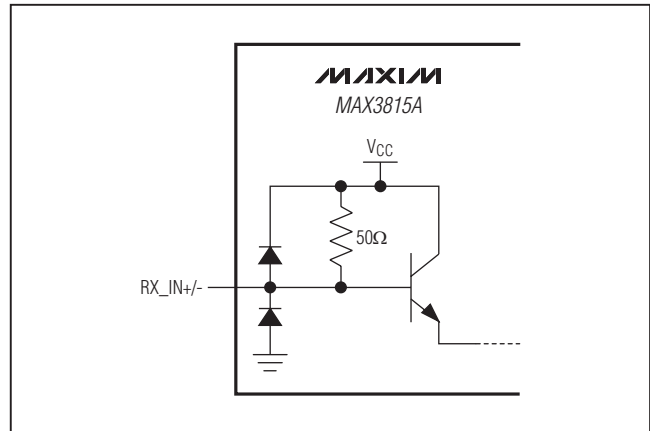 MAXIM
MAX3815A
VCC
50Ω
RX_IN+/-